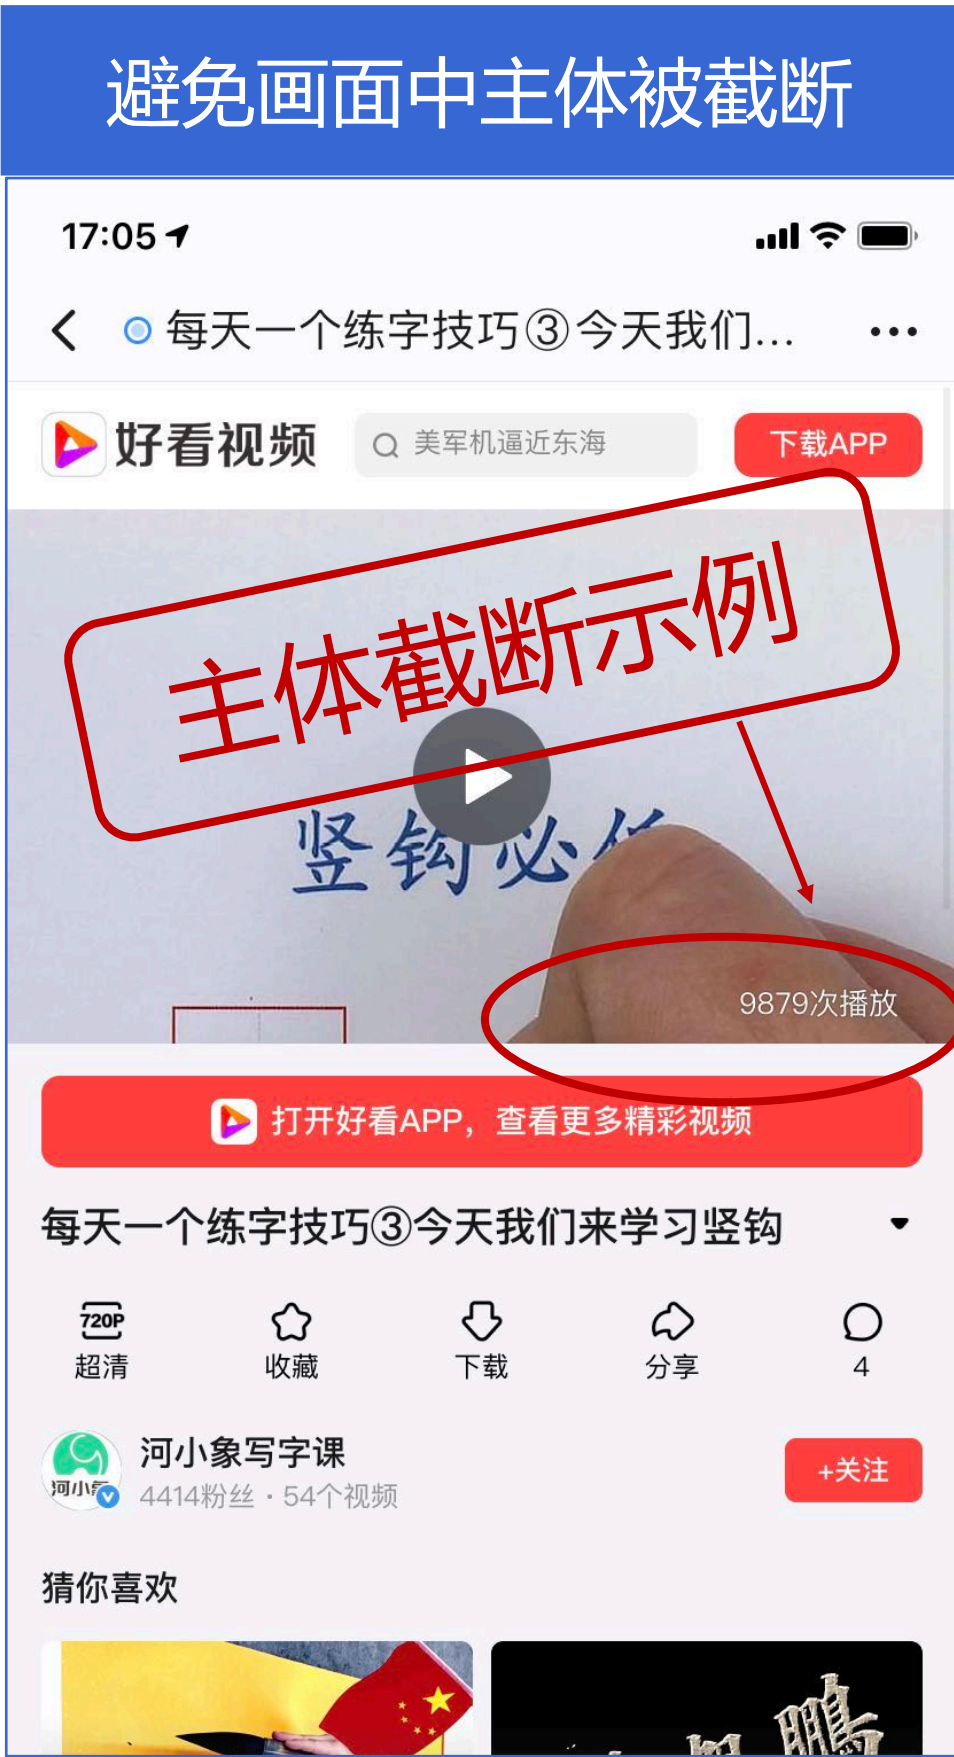 避免画面中主体被截断
17:05
每天一个练字技巧③今天我们...
好看视频
美军机逼近东海
下载APP
主体截断示例
竖钩必
9879次播放
打开好看APP，查看更多精彩视频
每天一个练字技巧③今天我们来学习竖钩
720P
超清
收藏
下载
分享
4
河小象写字课
河小
4414粉丝 · 54个视频
+关注
猜你喜欢
鹏